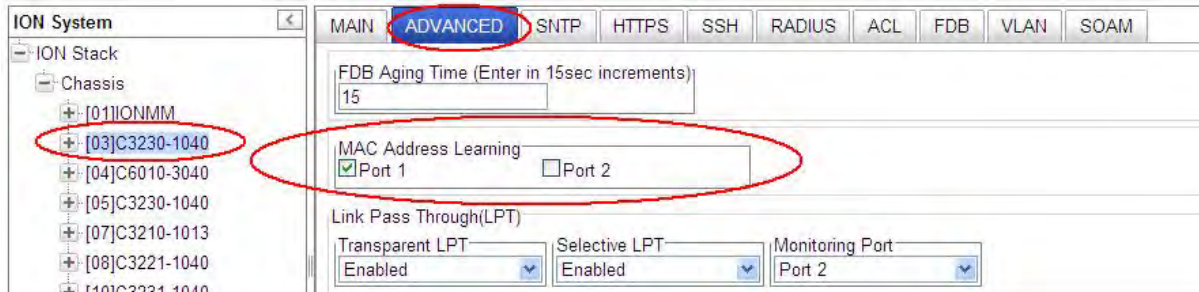 ION System
ION Stack
Chassis
[01]IONMM
[03]C3230-1040
[04]C6010-3040
[05]C3230-1040
[07]C3210-1013
[08]C3221-1040
[10]C3231-1040
MAIN ADVANCED SNTP HTTPS SSH RADIUS ACL FDB VLAN SOAM
FDB Aging Time (Enter in 15sec increments)
15
MAC Address Learning
Port 1 Port 2
Link Pass Through(LPT)
Transparent LPT Selective LPT Monitoring Port
Enabled Enabled Port 2